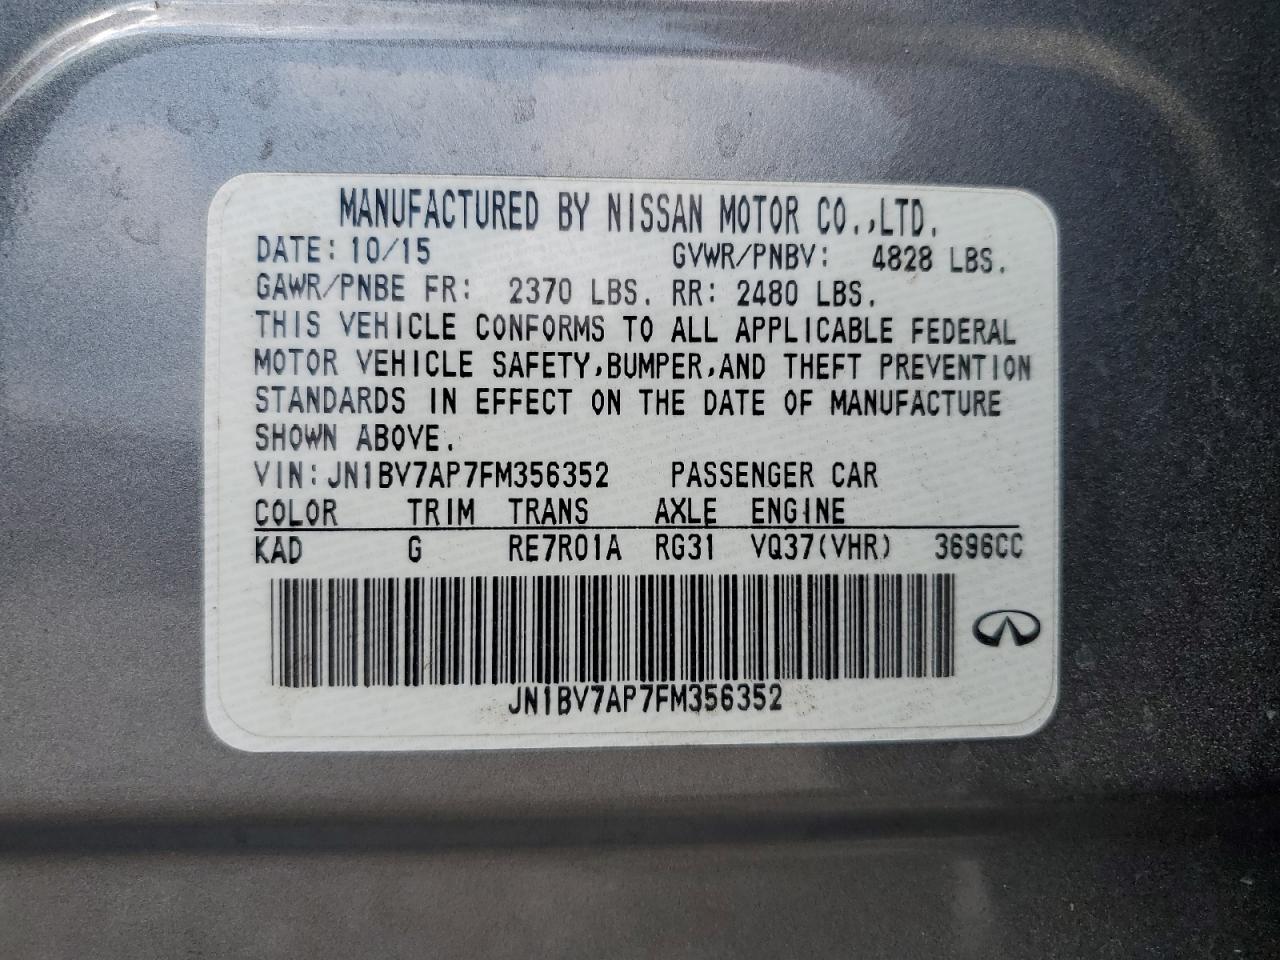 MANUFACTURED BY NISSAN MOTOR CO.,LTD.
DATE: 10/15 GVWR/PNBV: 4828 LBS.
GAWR/PNBE FR: 2370 LBS. RR: 2480 LBS.
THIS VEHICLE CONFORMS TO ALL APPLICABLE FEDERAL
MOTOR VEHICLE SAFETY,BUMPER,AND THEFT PREVENTION
STANDARDS IN EFFECT ON THE DATE OF MANUFACTURE
SHOWN ABOVE.
VIN:JN1BV7AP7FM356352 PASSENGER CAR
COLOR TRIM TRANS AXLE ENGINE
KAD G RE7R01A RG31 VQ37(VHR) 3696CC
JN1BV7AP7FM356352